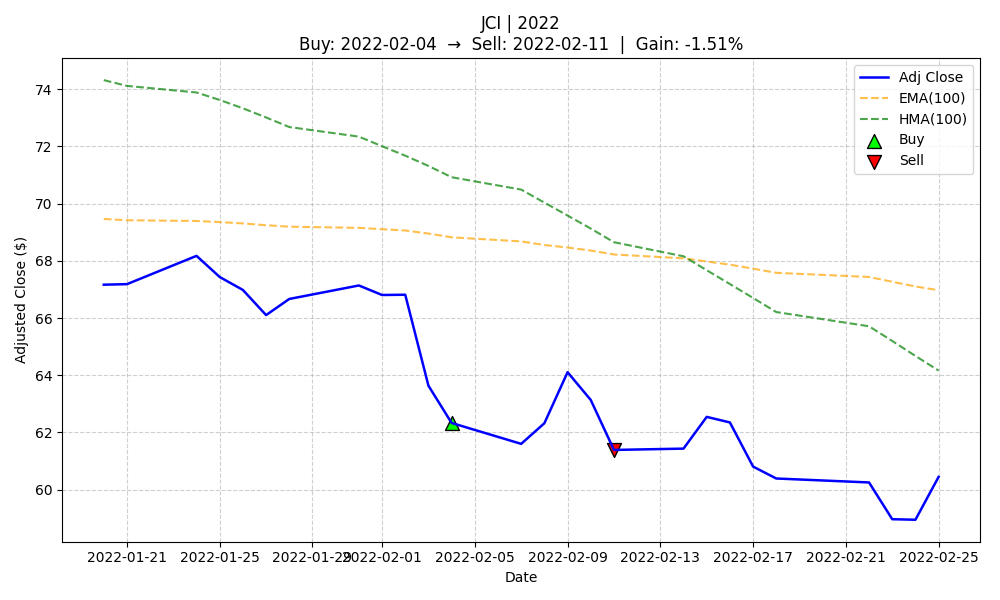 JCI | 2022
Buy: 2022-02-04 → Sell: 2022-02-11 | Gain: -1.51%
Adj Close
EMA(100)
HMA(100)
Buy
Sell
Adjusted Close ($)
74
72
70
68
66
64
62
60
2022-01-21
2022-01-25
2022-01-29
2022-02-01
2022-02-05
2022-02-09
2022-02-13
2022-02-17
2022-02-21
2022-02-25
Date